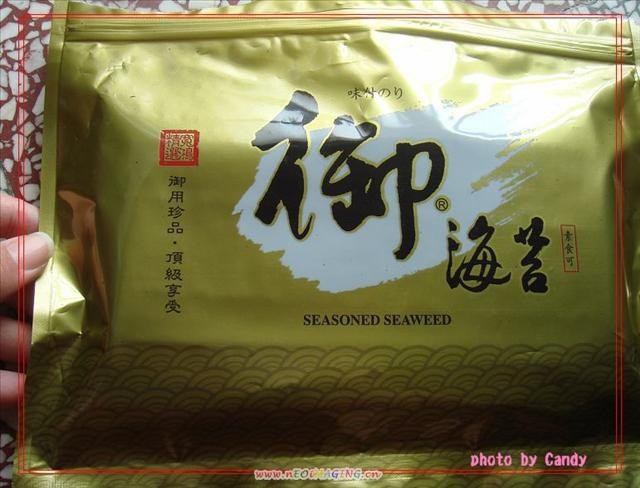 味付のり
御®
海苔
素食可
御用珍品·頂級享受
SEASONED SEAWEED
photo by Candy
www.nEOiMAGING.cn